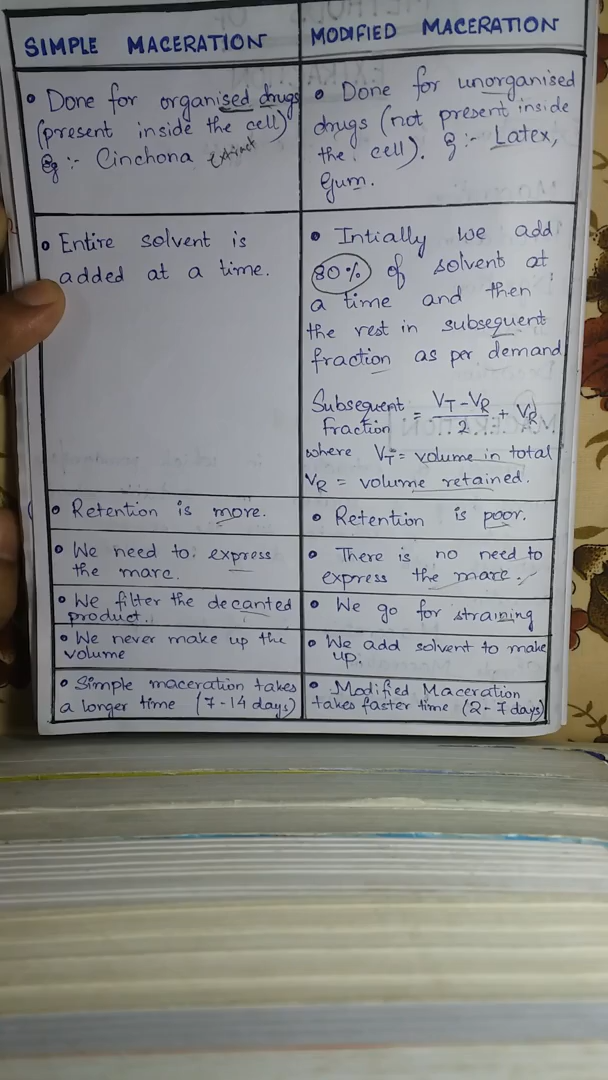 SIMPLE MACERATION
MODIFIED MACERATION
• Done for organised drugs
(present inside the cell)
Eg :- Cinchona extract
• Done for unorganised
drugs (not present inside
the cell). Eg :- Latex,
Gum.
• Entire solvent is
added at a time.
• Intially we add
80% of solvent at
a time and then
the rest in subsequent
fraction as per demand
Subsequent fraction = VT - VR / 2 + VR
where VT = volume in total
VR = volume retained.
• Retention is more.
• Retention is poor.
• We need to express
the marc.
• There is no need to
express the marc.
• We filter the decanted
product.
• We go for straining
• We never make up the
volume
• We add solvent to make
up.
• Simple maceration takes
a longer time (7-14 days)
• Modified Maceration
takes faster time (2-7 days)